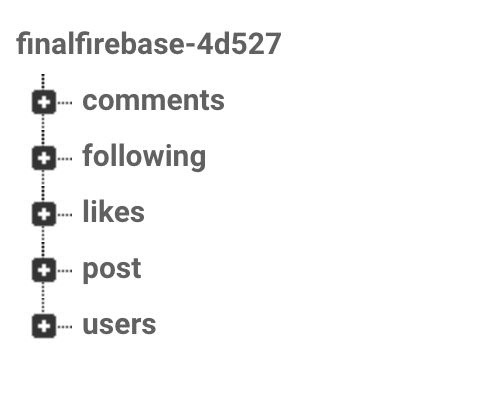 finalfirebase-4d527
comments
following
likes
post
users